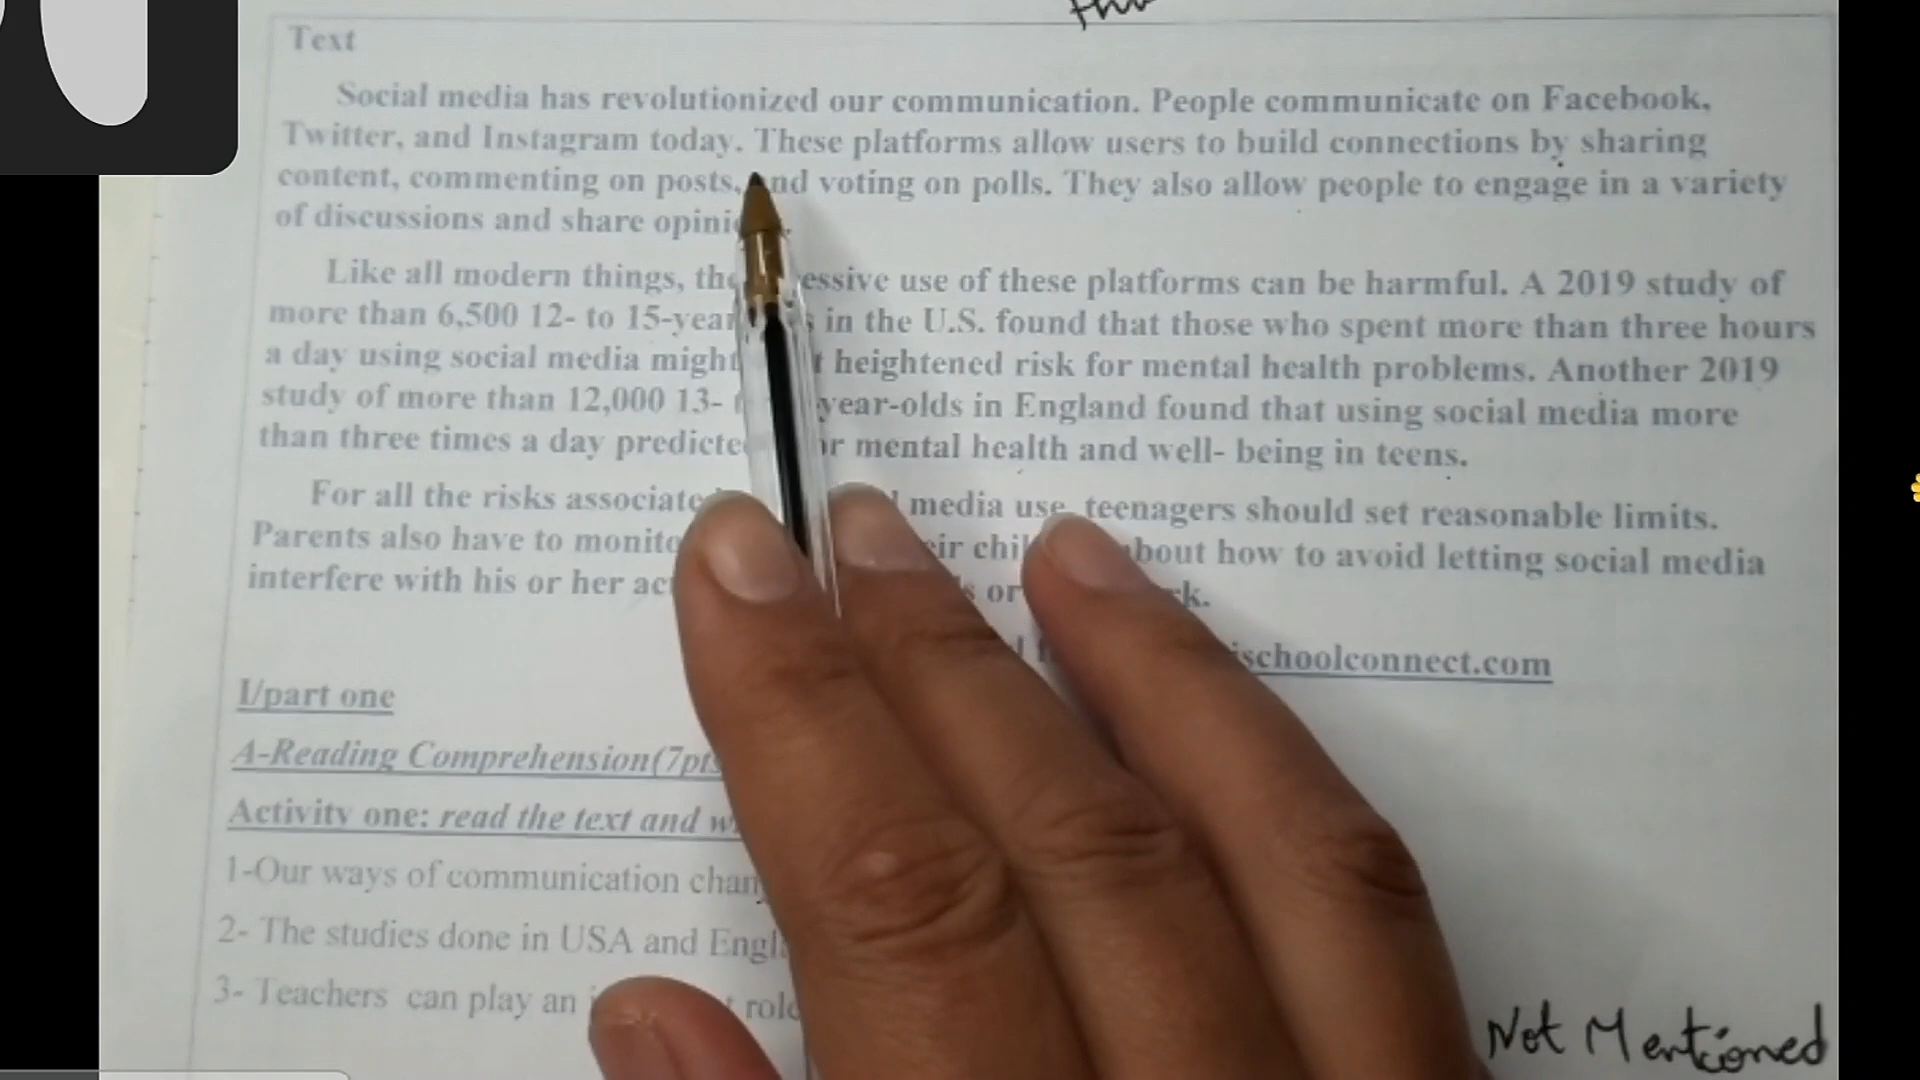 Text
Social media has revolutionized our communication. People communicate on Facebook,
Twitter, and Instagram today. These platforms allow users to build connections by sharing
content, commenting on posts, and voting on polls. They also allow people to engage in a variety
of discussions and share
Like all modern things, use of these platforms can be harmful. A 2019 study of
more than 6,500 12- to in the U.S. found that those who spent more than three hours
a day using social media might heightened risk for mental health problems. Another 2019
study of more than 12,000 13- year-olds in England found that using social media more
than three times a day mental health and well- being in teens.
For all the risks media use, teenagers should set reasonable limits.
Parents also have to about how to avoid letting social media
interfere with his or her or
ischoolconnect.com
I/part one
A-Reading Comprehension(7pts
Activity one: read the text and
1-Our ways of communication
2- The studies done in USA and
3- Teachers can play an
Not Mentioned